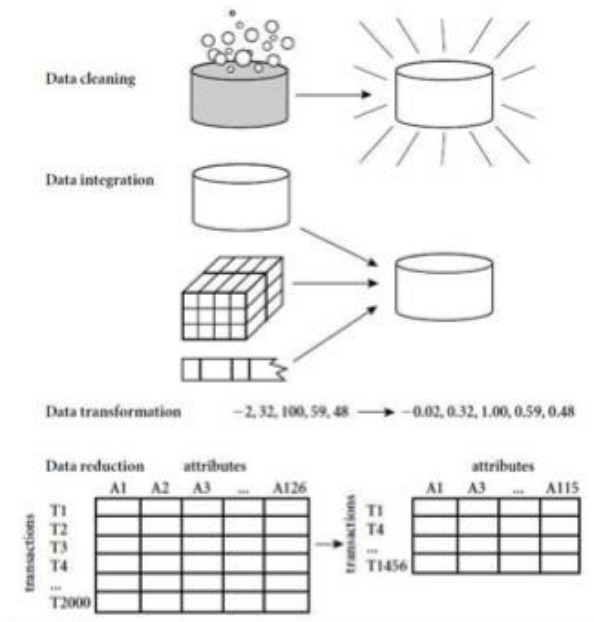 Data cleaning
Data integration
Data transformation −2, 32, 100, 59, 48 −0.02, 0.32, 1.00, 0.59, 0.48
Data reduction attributes
A1 A2 A3 ... A126
transactions
T1
T2
T3
T4
...
T2000
attributes
A1 A3 ... A115
transactions
T1
T4
...
T1456